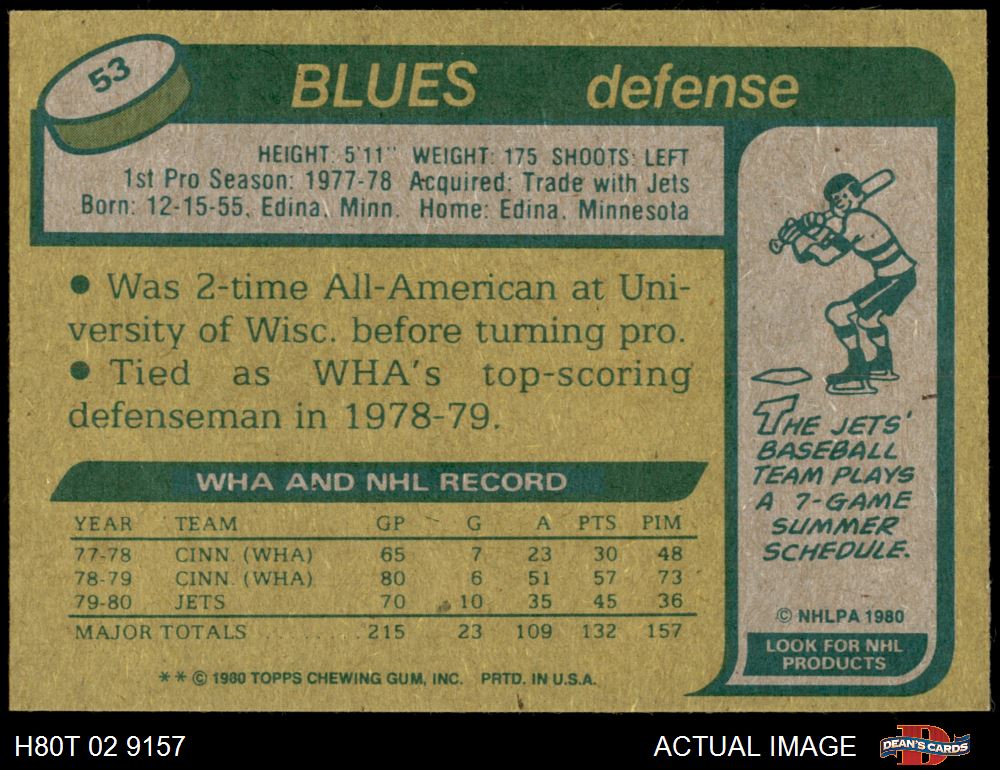 53
BLUES defense
HEIGHT: 5'11" WEIGHT: 175 SHOOTS: LEFT
1st Pro Season: 1977-78 Acquired: Trade with Jets
Born: 12-15-55, Edina, Minn. Home: Edina, Minnesota
● Was 2-time All-American at Uni-
versity of Wisc. before turning pro.
● Tied as WHA's top-scoring
defenseman in 1978-79.
WHA AND NHL RECORD
YEAR TEAM GP G A PTS PIM
77-78 CINN. (WHA) 65 7 23 30 48
78-79 CINN. (WHA) 80 6 51 57 73
79-80 JETS 70 10 35 45 36
MAJOR TOTALS ........ 215 23 109 132 157
** © 1980 TOPPS CHEWING GUM, INC. PRTD. IN U.S.A.
THE JETS'
BASEBALL
TEAM PLAYS
A 7-GAME
SUMMER
SCHEDULE.
© NHLPA 1980
LOOK FOR NHL
PRODUCTS
H80T 02 9157
ACTUAL IMAGE
DEAN'S CARDS